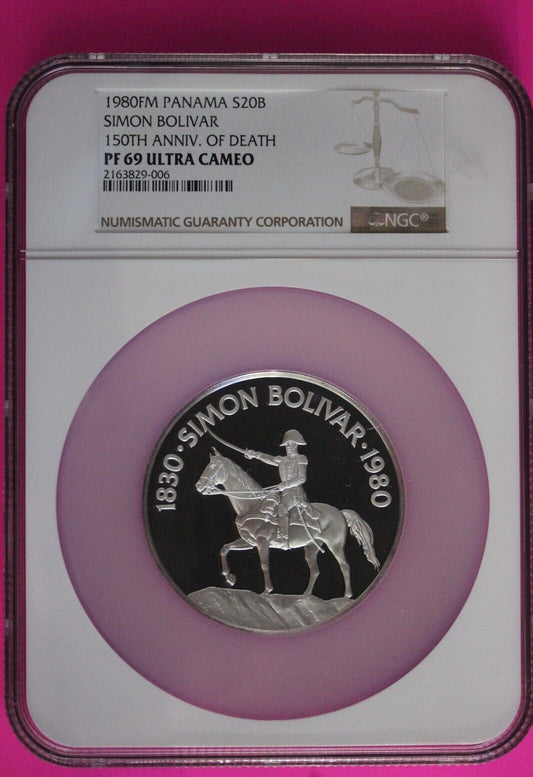 1980FM PANAMA S20B
SIMON BOLIVAR
150TH ANNIV. OF DEATH
PF 69 ULTRA CAMEO
2163829-006
NUMISMATIC GUARANTY CORPORATION NGC®
1830·SIMON BOLIVAR·1980